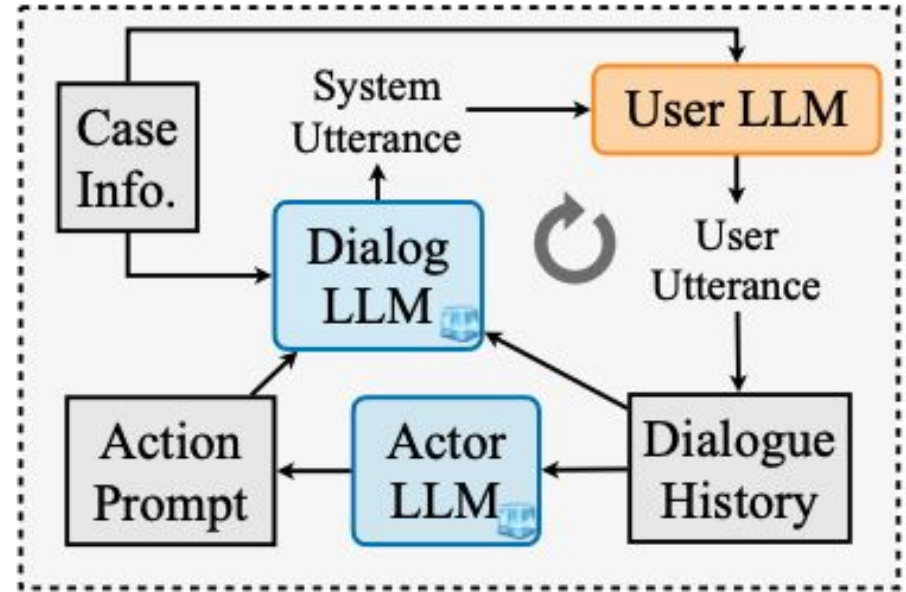 Case
Info.
System
Utterance
User LLM
Dialog
LLM
User
Utterance
Action
Prompt
Actor
LLM
Dialogue
History